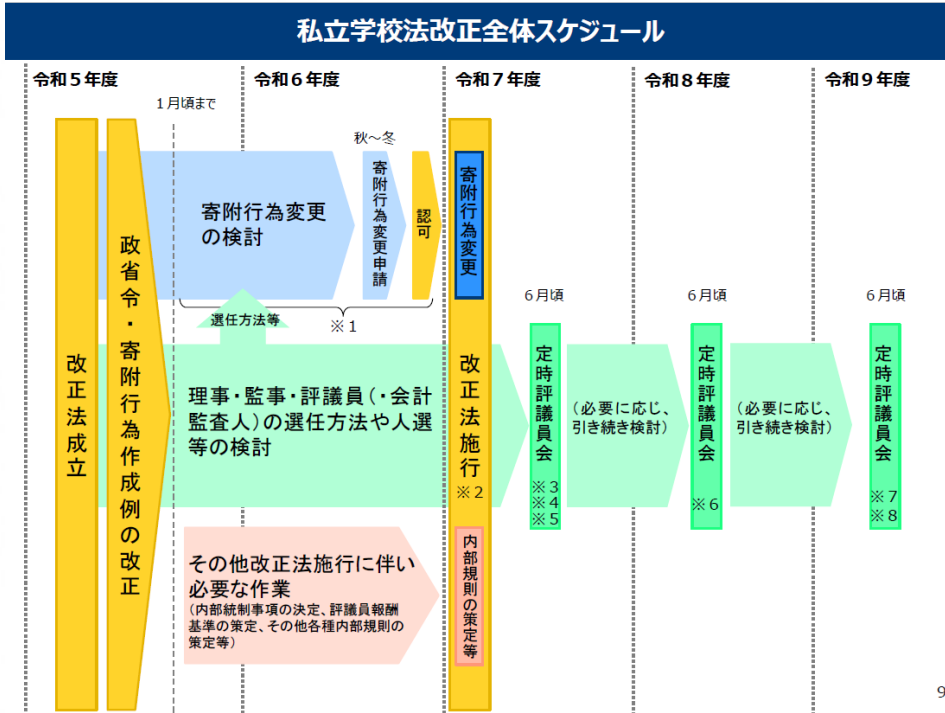 私立学校法改正全体スケジュール
令和5年度
令和6年度
令和7年度
令和8年度
令和9年度
1月頃まで
改正法成立
政省令・寄附行為作成例の改正
寄附行為変更
の検討
秋～冬
寄附行為変更申請
認可
寄附行為変更
選任方法等
※1
理事・監事・評議員(・会計
監査人)の選任方法や人選
等の検討
改正法施行
※2
6月頃
定時評議員会
※3
※4
※5
(必要に応じ、
引き続き検討)
6月頃
定時評議員会
※6
(必要に応じ、
引き続き検討)
6月頃
定時評議員会
※7
※8
その他改正法施行に伴い
必要な作業
(内部統制事項の決定、評議員報酬
基準の策定、その他各種内部規則の
策定等)
内部規則の策定等
9